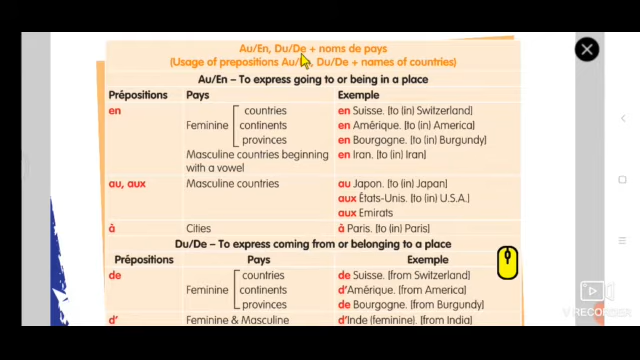 Au/En, Du/De + noms de pays
(Usage of prepositions Au/En, Du/De + names of countries)
Au/En – To express going to or being in a place
Prépositions Pays Exemple
en Feminine countries en Suisse. [to (in) Switzerland]
continents en Amérique. [to (in) America]
provinces en Bourgogne. [to (in) Burgundy]
Masculine countries beginning with a vowel en Iran. [to (in) Iran]
au, aux Masculine countries au Japon. [to (in) Japan]
aux États-Unis. [to (in) U.S.A.]
aux Emirats
à Cities à Paris. [to (in) Paris]
Du/De – To express coming from or belonging to a place
Prépositions Pays Exemple
de Feminine countries de Suisse. [from Switzerland]
continents d'Amérique. [from America]
provinces de Bourgogne. [from Burgundy]
d' Feminine & Masculine d'Inde (feminine). [from India]
V RECORDER